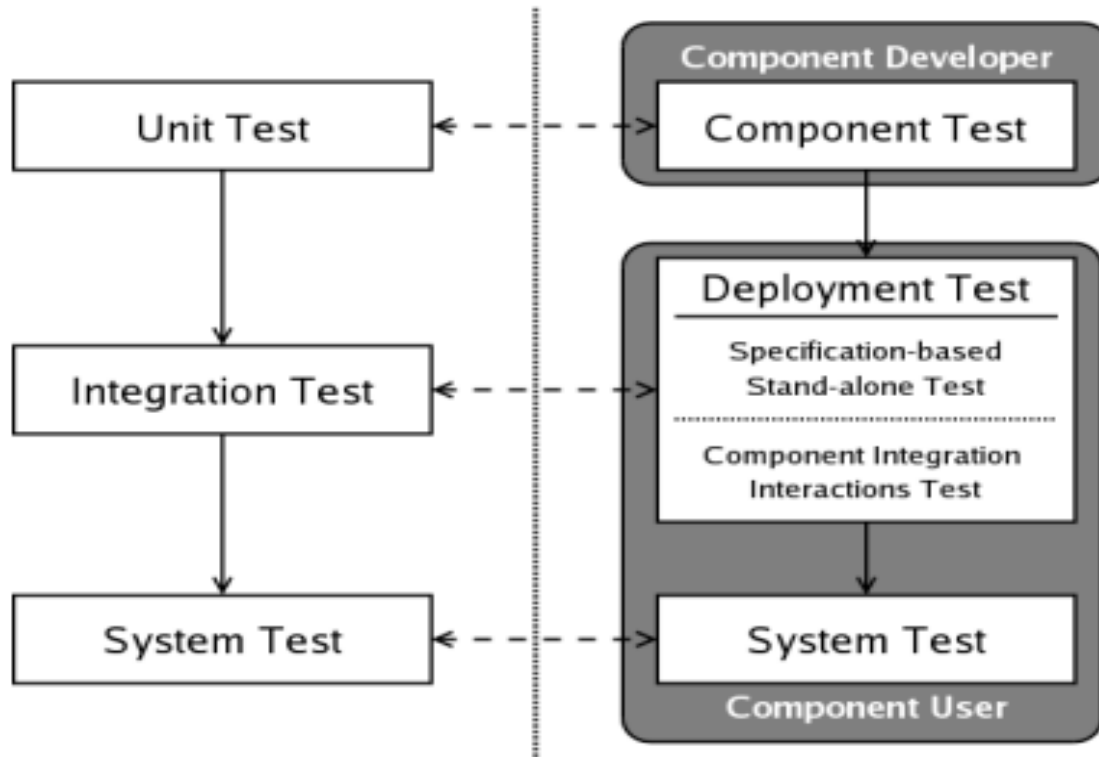 Unit Test
Integration Test
System Test
Component Developer
Component Test
Deployment Test
Specification-based
Stand-alone Test
Component Integration
Interactions Test
System Test
Component User